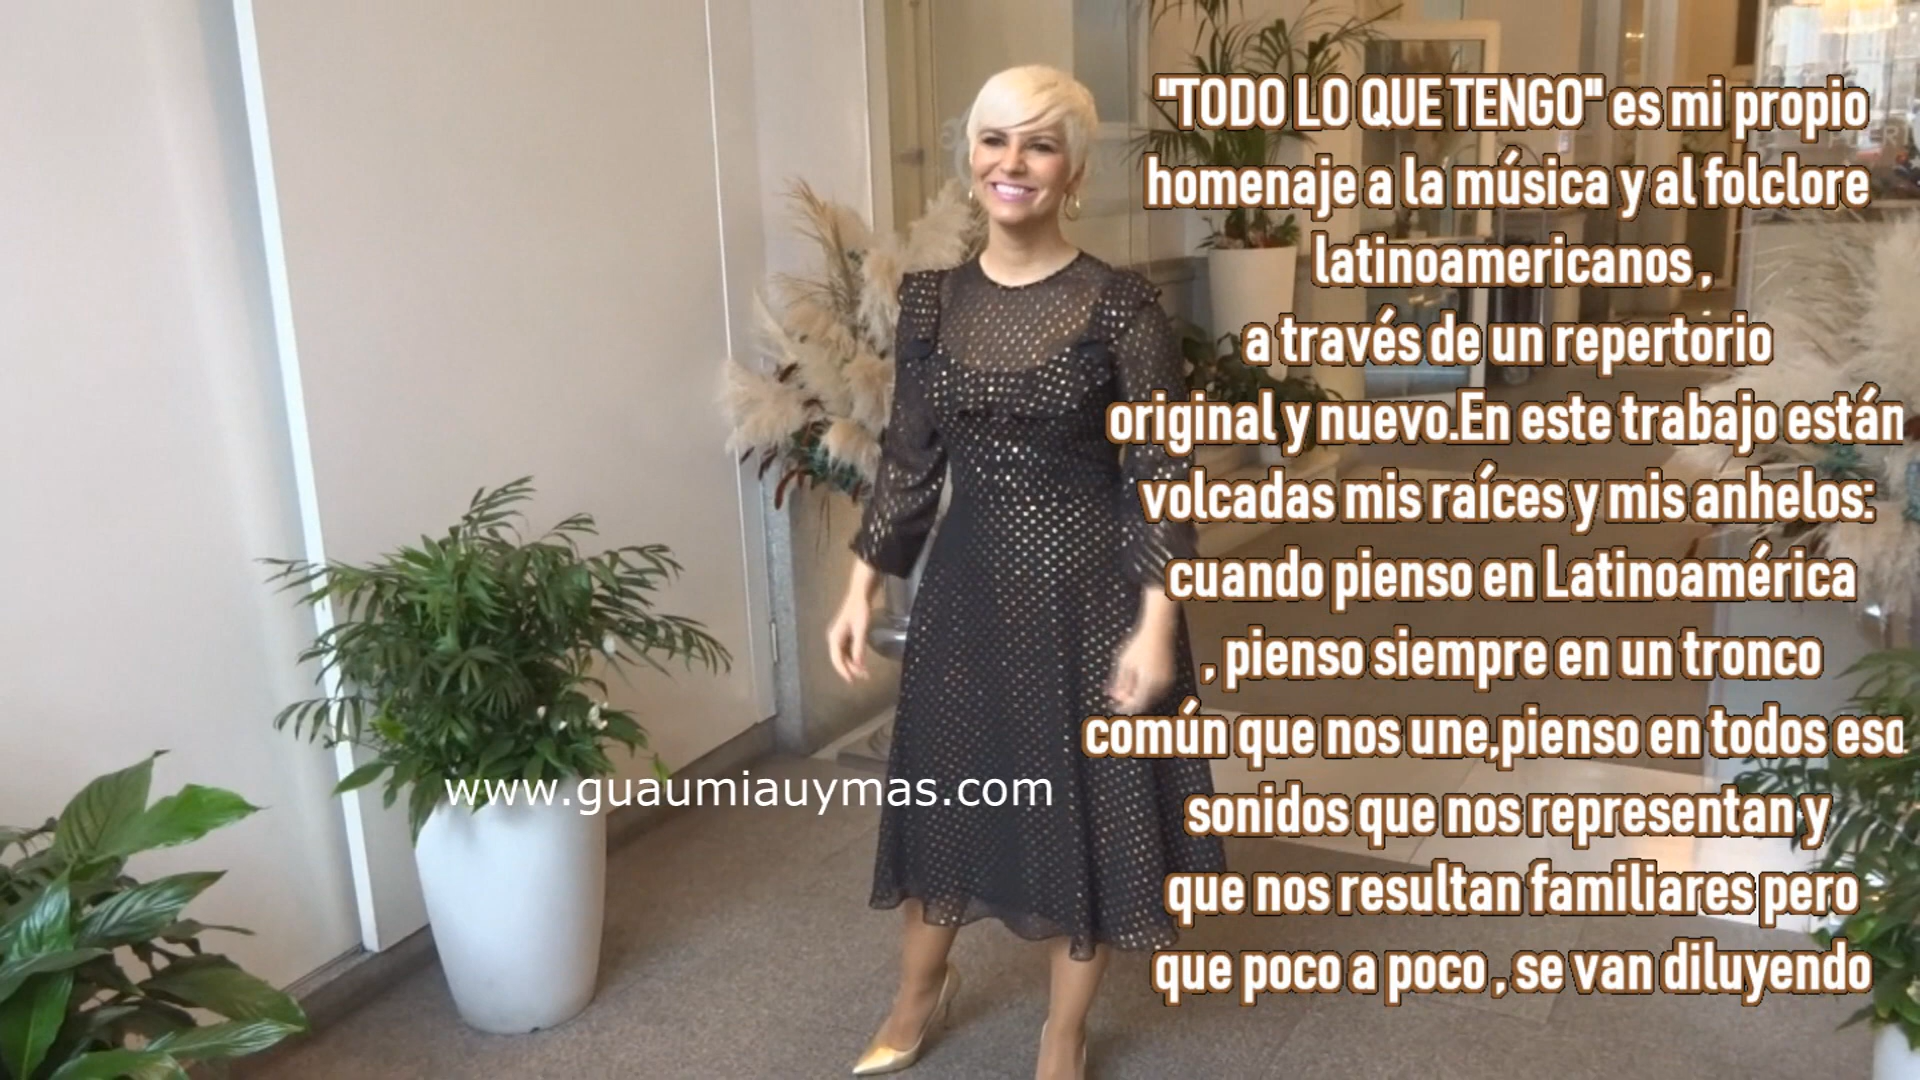 "TODO LO QUE TENGO" es mi propio
homenaje a la música y al folclore
latinoamericanos ,
a través de un repertorio
original y nuevo.En este trabajo están
volcadas mis raíces y mis anhelos:
cuando pienso en Latinoamérica
, pienso siempre en un tronco
común que nos une,pienso en todos eso
sonidos que nos representan y
que nos resultan familiares pero
que poco a poco , se van diluyendo
www.guaumiauymas.com